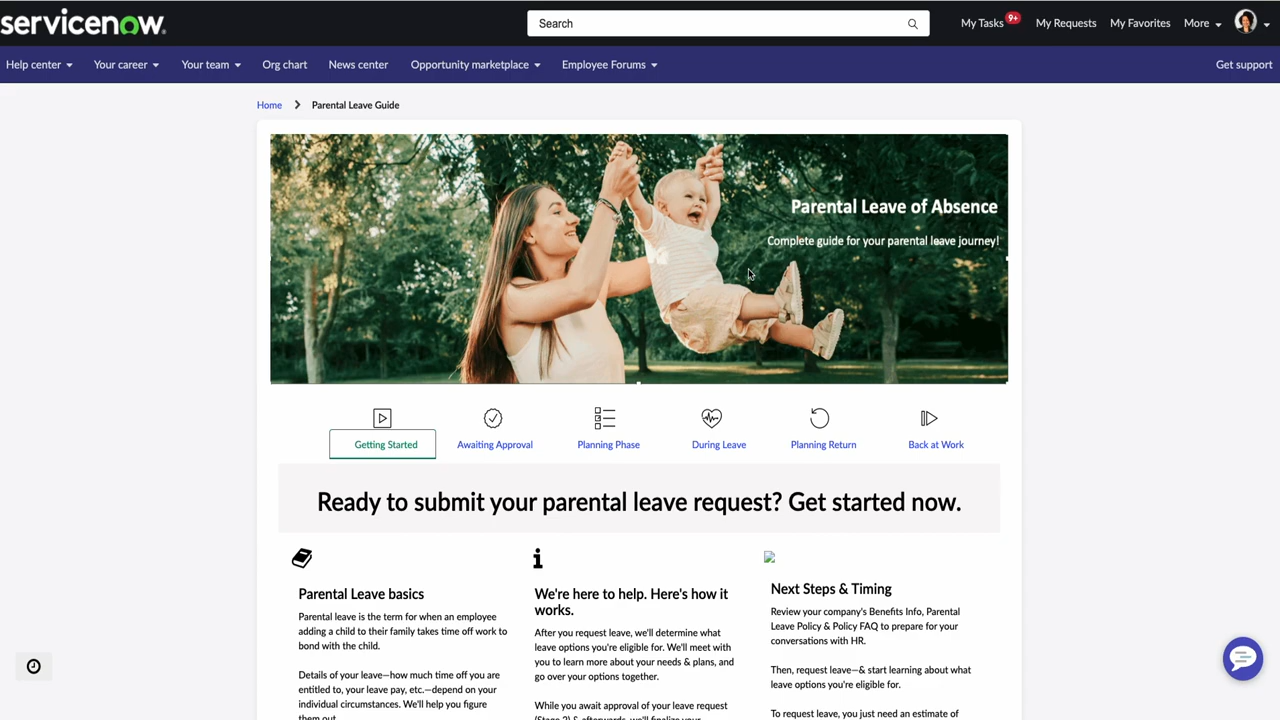 servicenow.
Search
My Tasks 9+ My Requests My Favorites More
Help center Your career Your team Org chart News center Opportunity marketplace Employee Forums Get support
Home > Parental Leave Guide
Parental Leave of Absence
Complete guide for your parental leave journey!
Getting Started Awaiting Approval Planning Phase During Leave Planning Return Back at Work
Ready to submit your parental leave request? Get started now.
Parental Leave basics
Parental leave is the term for when an employee
adding a child to their family takes time off work to
bond with the child.
Details of your leave—how much time off you are
entitled to, your leave pay, etc.—depend on your
individual circumstances. We'll help you figure
them out.
We're here to help. Here's how it
works.
After you request leave, we'll determine what
leave options you're eligible for. We'll meet with
you to learn more about your needs & plans, and
go over your options together.
While you await approval of your leave request
(Stage 2) & afterwards, we'll finalize your
Next Steps & Timing
Review your company's Benefits Info, Parental
Leave Policy & Policy FAQ to prepare for your
conversations with HR.
Then, request leave—& start learning about what
leave options you're eligible for.
To request leave, you just need an estimate of